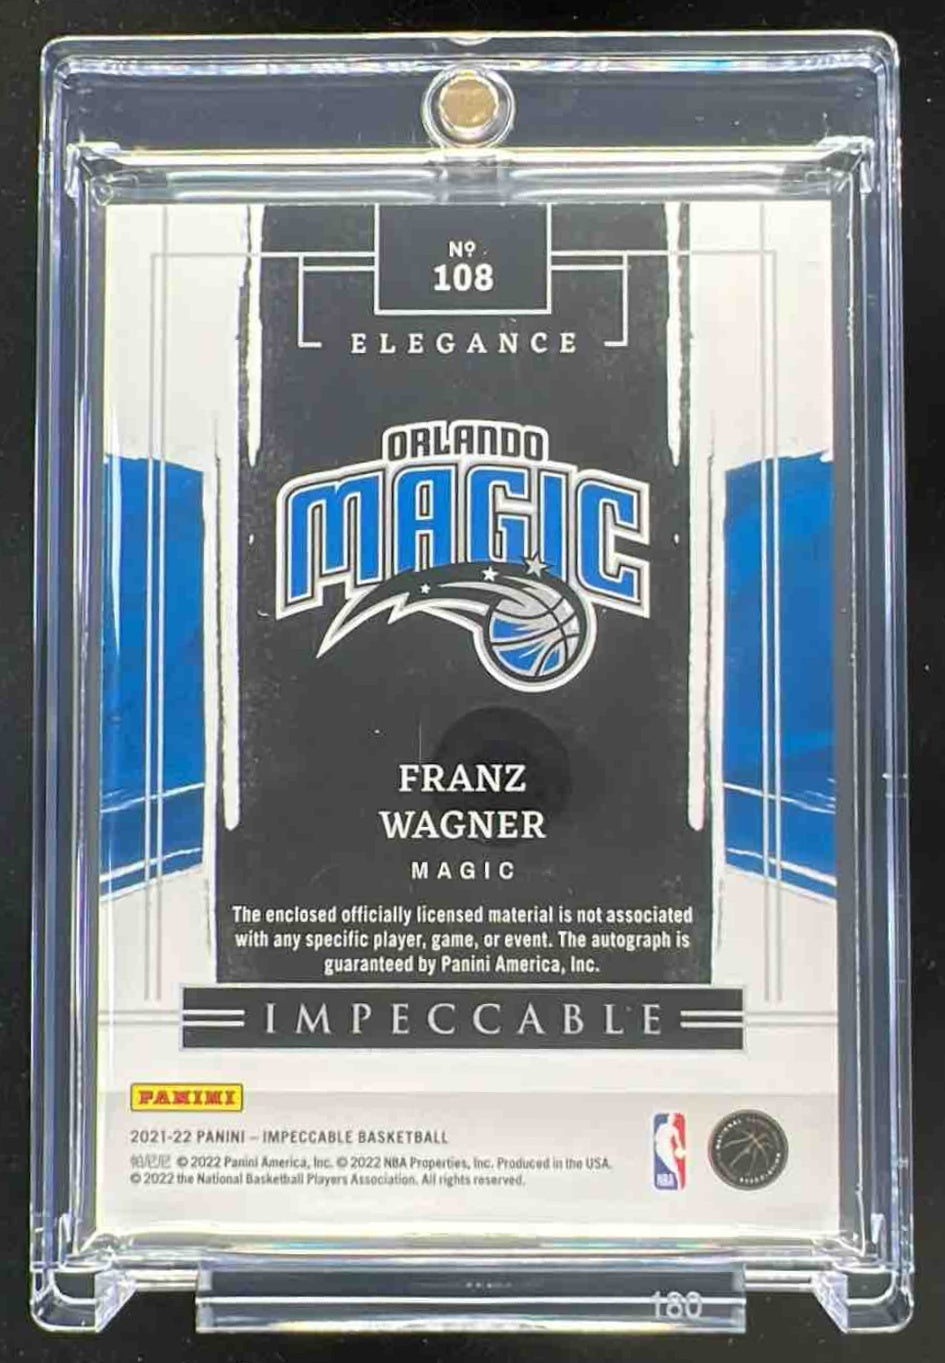 Nº
108
ELEGANCE
ORLANDO
MAGIC
FRANZ
WAGNER
MAGIC
The enclosed officially licensed material is not associated
with any specific player, game, or event. The autograph is
guaranteed by Panini America, Inc.
IMPECCABLE
PANINI
2021-22 PANINI – IMPECCABLE BASKETBALL
帕尼尼 © 2022 Panini America, Inc. © 2022 NBA Properties, Inc. Produced in the USA.
© 2022 the National Basketball Players Association. All rights reserved.
NBA
180